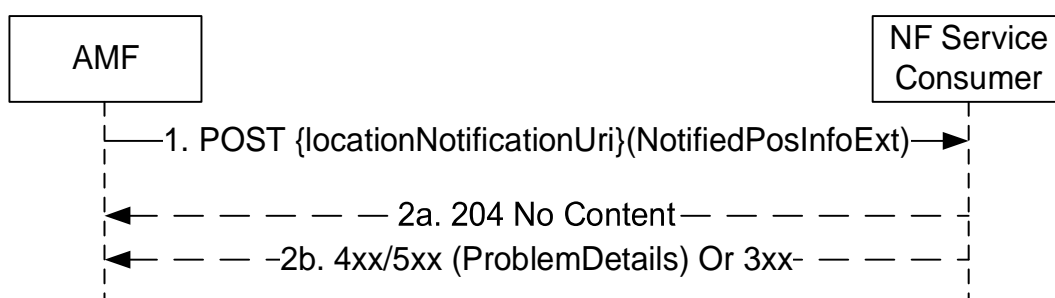 AMF
NF Service
Consumer
1. POST {locationNotificationUri}(NotifiedPosInfoExt)
2a. 204 No Content
2b. 4xx/5xx (ProblemDetails) Or 3xx